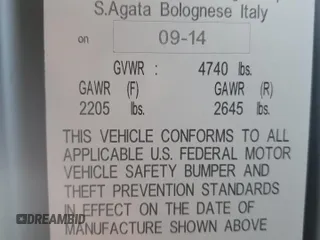 S.Agata Bolognese Italy
on 09-14
GVWR : 4740 lbs.
GAWR (F) GAWR (R)
2205 lbs. 2645 lbs.
THIS VEHICLE CONFORMS TO ALL
APPLICABLE U.S. FEDERAL MOTOR
VEHICLE SAFETY BUMPER AND
THEFT PREVENTION STANDARDS
IN EFFECT ON THE DATE OF
MANUFACTURE SHOWN ABOVE
DREAMBID